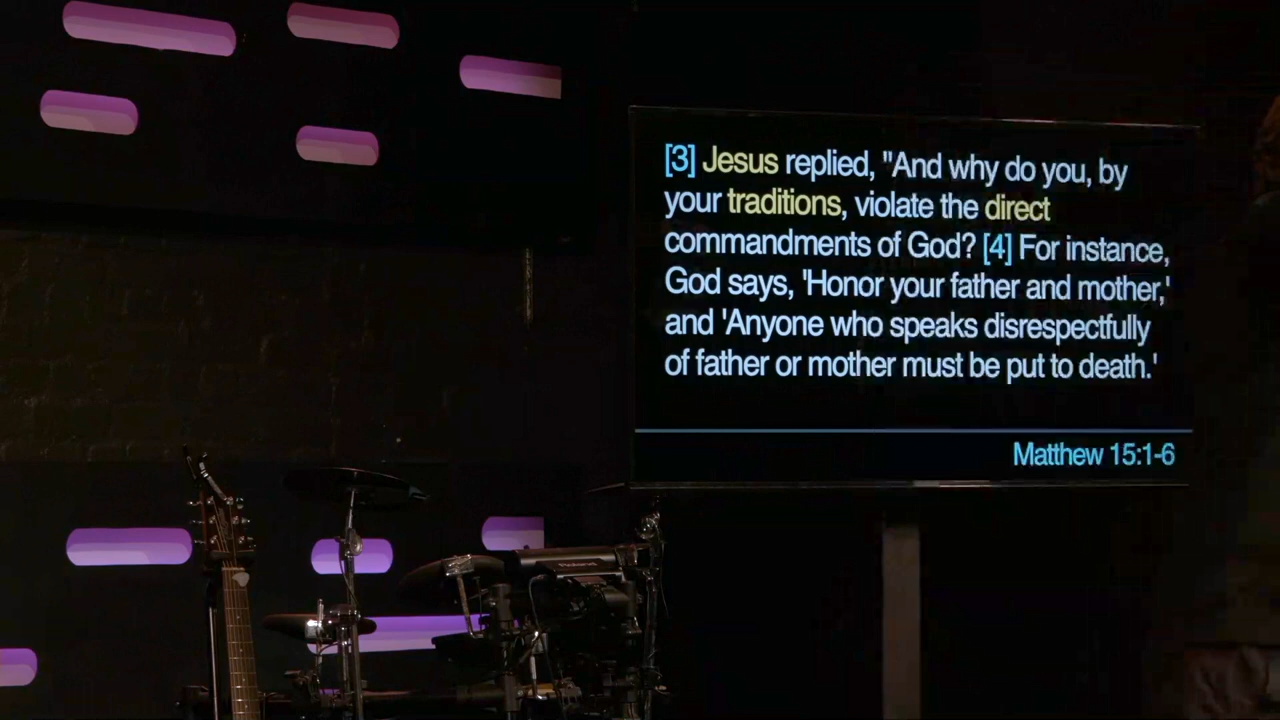 [3] Jesus replied, "And why do you, by
your traditions, violate the direct
commandments of God? [4] For instance,
God says, 'Honor your father and mother,'
and 'Anyone who speaks disrespectfully
of father or mother must be put to death.'
Matthew 15:1-6
Roland